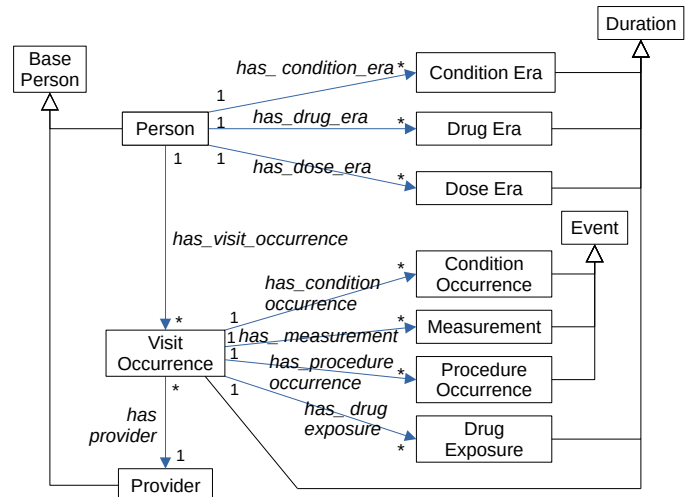 Duration
Base
Person
has_ condition_era
*
Condition Era
1
Person
1
has_drug_era
*
Drug Era
1
1
has_dose_era
*
Dose Era
Event
has_visit_occurrence
has_condition
occurrence
*
Condition
Occurrence
*
1
Visit
Occurrence
1
has_ measurement
*
Measurement
1
has_procedure
occurrence
*
Procedure
Occurrence
*
1
has_ drug
exposure
*
Drug
Exposure
has
provider
1
Provider